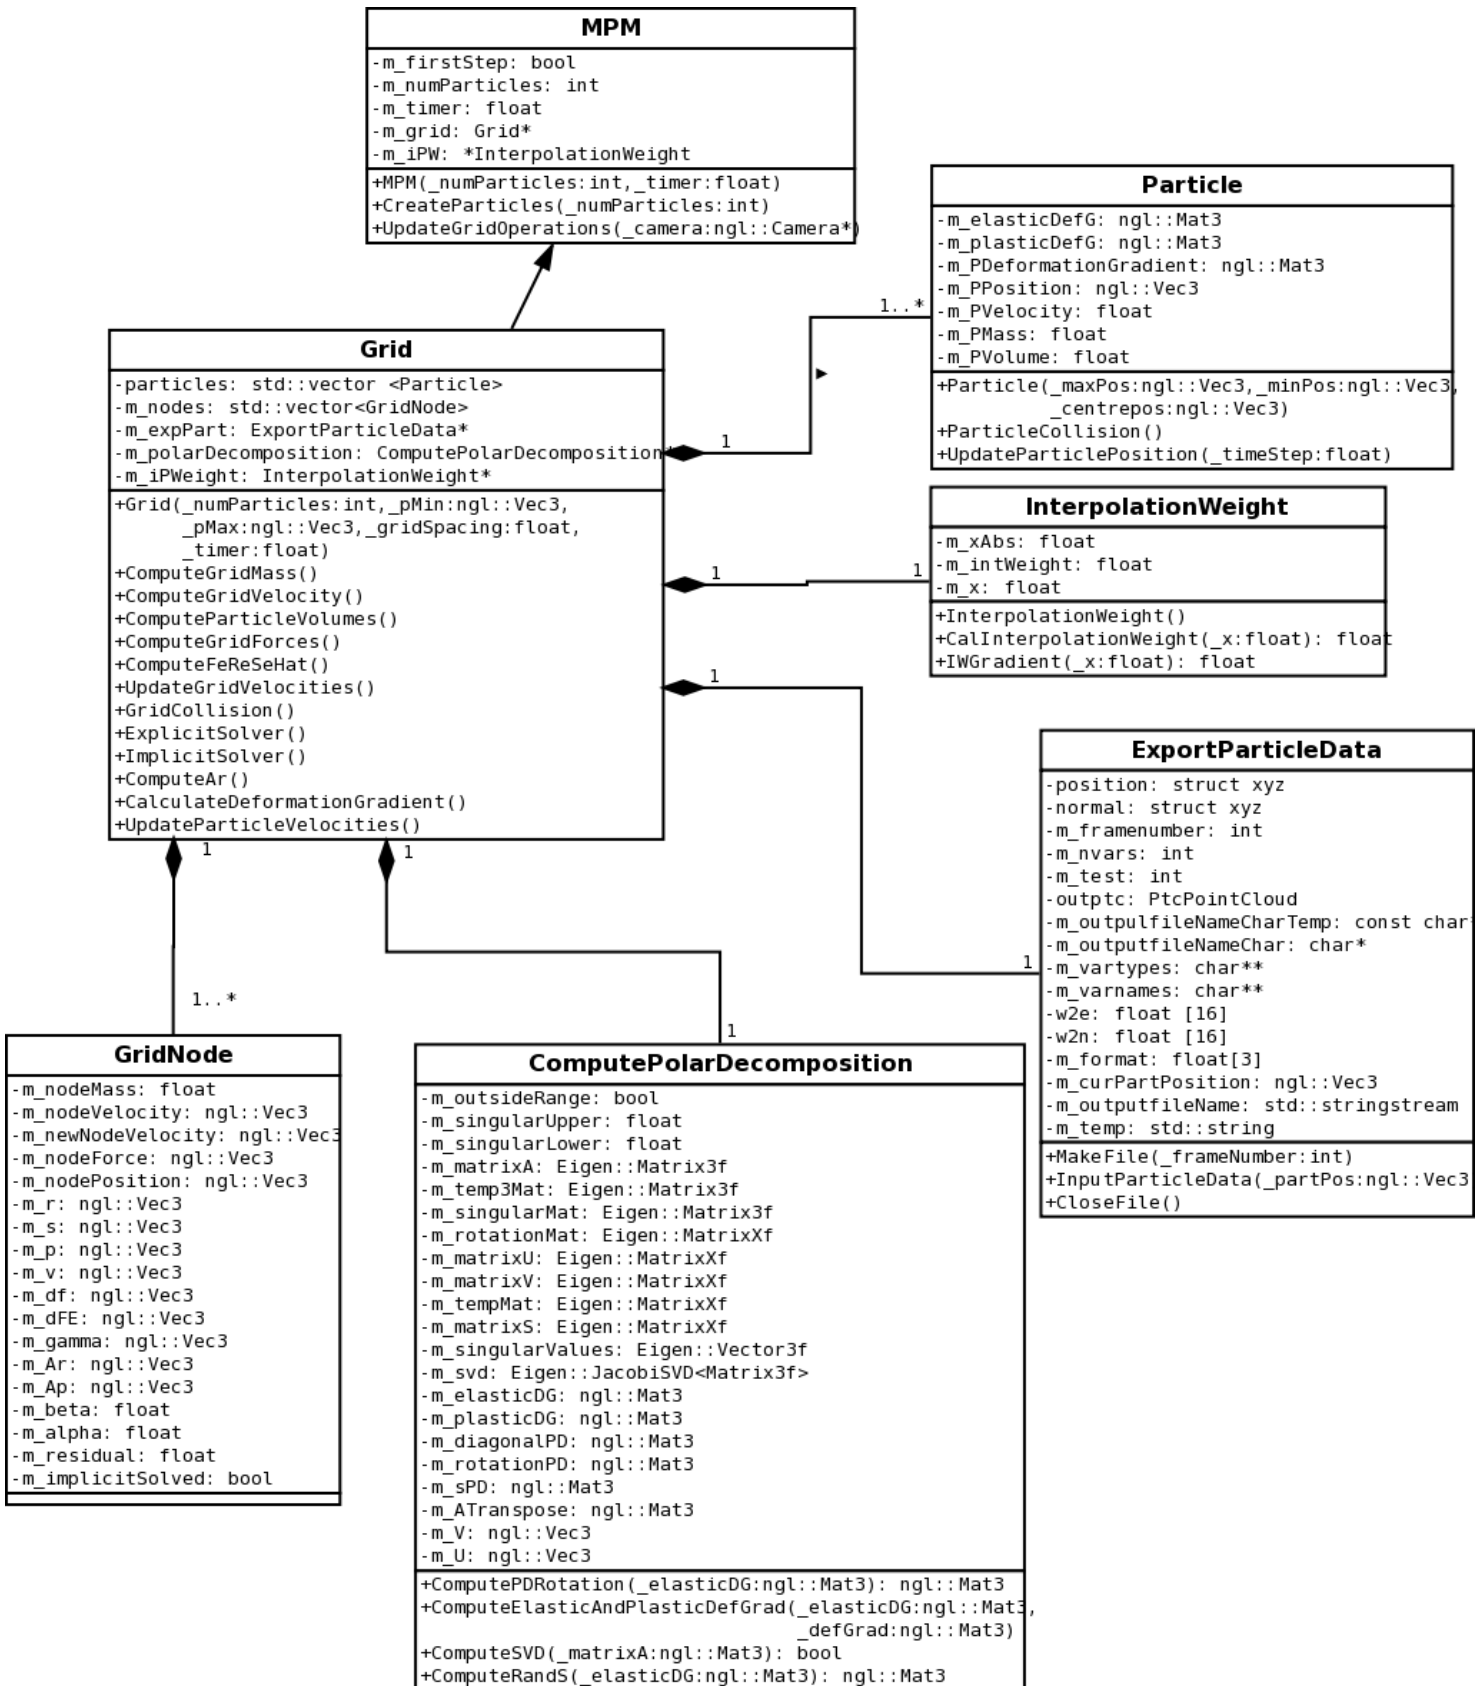 MPM
-m_firstStep: bool
-m_numParticles: int
-m_timer: float
-m_grid: Grid*
-m_iPW: *InterpolationWeight
+MPM(_numParticles:int,_timer:float)
+CreateParticles(_numParticles:int)
+UpdateGridOperations(_camera:ngl::Camera*)
Particle
-m_elasticDefG: ngl::Mat3
-m_plasticDefG: ngl::Mat3
-m_PDeformationGradient: ngl::Mat3
-m_PPosition: ngl::Vec3
-m_PVelocity: float
-m_PMass: float
-m_PVolume: float
+Particle(_maxPos:ngl::Vec3,_minPos:ngl::Vec3,
_centrepos:ngl::Vec3)
+ParticleCollision()
+UpdateParticlePosition(_timeStep:float)
1..*
1
Grid
-particles: std::vector <Particle>
-m_nodes: std::vector<GridNode>
-m_expPart: ExportParticleData*
-m_polarDecomposition: ComputePolarDecomposition*
-m_iPWeight: InterpolationWeight*
+Grid(_numParticles:int,_pMin:ngl::Vec3,
_pMax:ngl::Vec3,_gridSpacing:float,
_timer:float)
+ComputeGridMass()
+ComputeGridVelocity()
+ComputeParticleVolumes()
+ComputeGridForces()
+ComputeFeReSeHat()
+UpdateGridVelocities()
+GridCollision()
+ExplicitSolver()
+ImplicitSolver()
+ComputeAr()
+CalculateDeformationGradient()
+UpdateParticleVelocities()
1
1
InterpolationWeight
-m_xAbs: float
-m_intWeight: float
-m_x: float
+InterpolationWeight()
+CalInterpolationWeight(_x:float): float
+IWGradient(_x:float): float
1
1
ExportParticleData
-position: struct xyz
-normal: struct xyz
-m_framenumber: int
-m_nvars: int
-m_test: int
-outptc: PtcPointCloud
-m_outpulfileNameCharTemp: const char*
-m_outputfileNameChar: char*
-m_vartypes: char**
-m_varnames: char**
-w2e: float [16]
-w2n: float [16]
-m_format: float[3]
-m_curPartPosition: ngl::Vec3
-m_outputfileName: std::stringstream
-m_temp: std::string
+MakeFile(_frameNumber:int)
+InputParticleData(_partPos:ngl::Vec3
+CloseFile()
1
1..*
GridNode
-m_nodeMass: float
-m_nodeVelocity: ngl::Vec3
-m_newNodeVelocity: ngl::Vec3
-m_nodeForce: ngl::Vec3
-m_nodePosition: ngl::Vec3
-m_r: ngl::Vec3
-m_s: ngl::Vec3
-m_p: ngl::Vec3
-m_v: ngl::Vec3
-m_df: ngl::Vec3
-m_dFE: ngl::Vec3
-m_gamma: ngl::Vec3
-m_Ar: ngl::Vec3
-m_Ap: ngl::Vec3
-m_beta: float
-m_alpha: float
-m_residual: float
-m_implicitSolved: bool
1
1
ComputePolarDecomposition
-m_outsideRange: bool
-m_singularUpper: float
-m_singularLower: float
-m_matrixA: Eigen::Matrix3f
-m_temp3Mat: Eigen::Matrix3f
-m_singularMat: Eigen::Matrix3f
-m_rotationMat: Eigen::MatrixXf
-m_matrixU: Eigen::MatrixXf
-m_matrixV: Eigen::MatrixXf
-m_tempMat: Eigen::MatrixXf
-m_matrixS: Eigen::MatrixXf
-m_singularValues: Eigen::Vector3f
-m_svd: Eigen::JacobiSVD<Matrix3f>
-m_elasticDG: ngl::Mat3
-m_plasticDG: ngl::Mat3
-m_diagonalPD: ngl::Mat3
-m_rotationPD: ngl::Mat3
-m_sPD: ngl::Mat3
-m_ATranspose: ngl::Mat3
-m_V: ngl::Vec3
-m_U: ngl::Vec3
+ComputePDRotation(_elasticDG:ngl::Mat3): ngl::Mat3
+ComputeElasticAndPlasticDefGrad(_elasticDG:ngl::Mat3,
_defGrad:ngl::Mat3)
+ComputeSVD(_matrixA:ngl::Mat3): bool
+ComputeRandS(_elasticDG:ngl::Mat3): ngl::Mat3